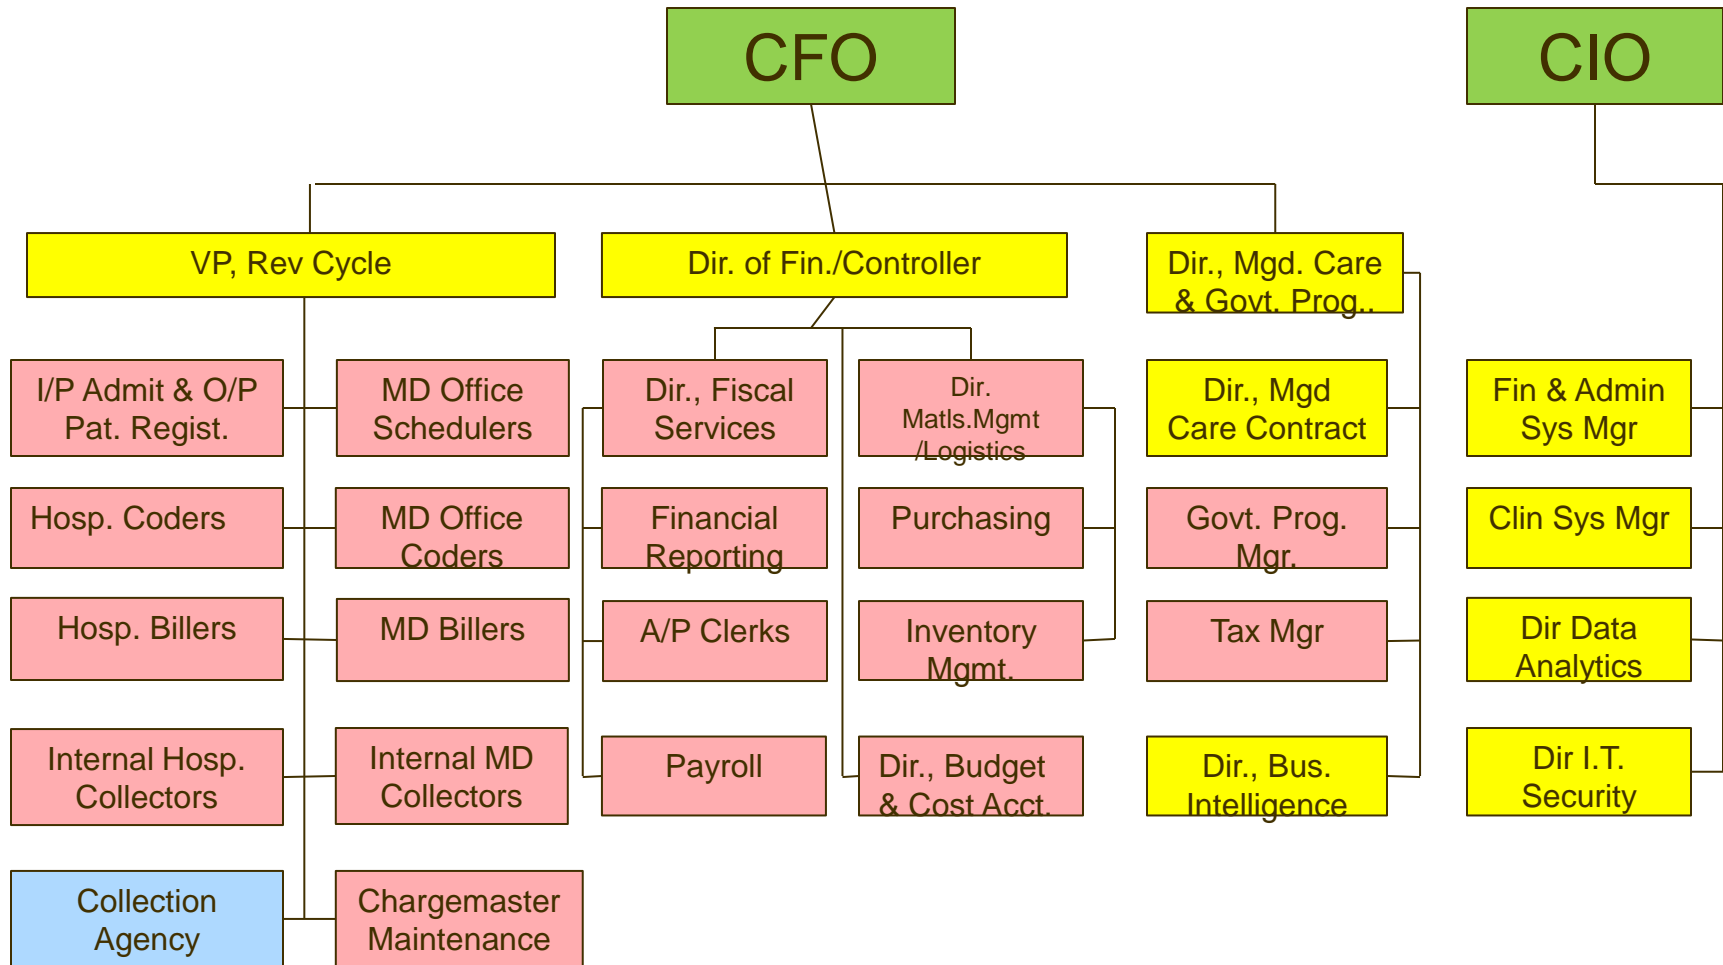 CFO
CIO
VP, Rev Cycle
Dir. of Fin./Controller
Dir., Mgd. Care
& Govt. Prog..
I/P Admit & O/P
Pat. Regist.
MD Office
Schedulers
Dir., Fiscal
Services
Dir.
Matls.Mgmt
/Logistics
Dir., Mgd
Care Contract
Fin & Admin
Sys Mgr
Hosp. Coders
MD Office
Coders
Financial
Reporting
Purchasing
Govt. Prog.
Mgr.
Clin Sys Mgr
Hosp. Billers
MD Billers
A/P Clerks
Inventory
Mgmt.
Tax Mgr
Dir Data
Analytics
Internal Hosp.
Collectors
Internal MD
Collectors
Payroll
Dir., Budget
& Cost Acct.
Dir., Bus.
Intelligence
Dir I.T.
Security
Collection
Agency
Chargemaster
Maintenance